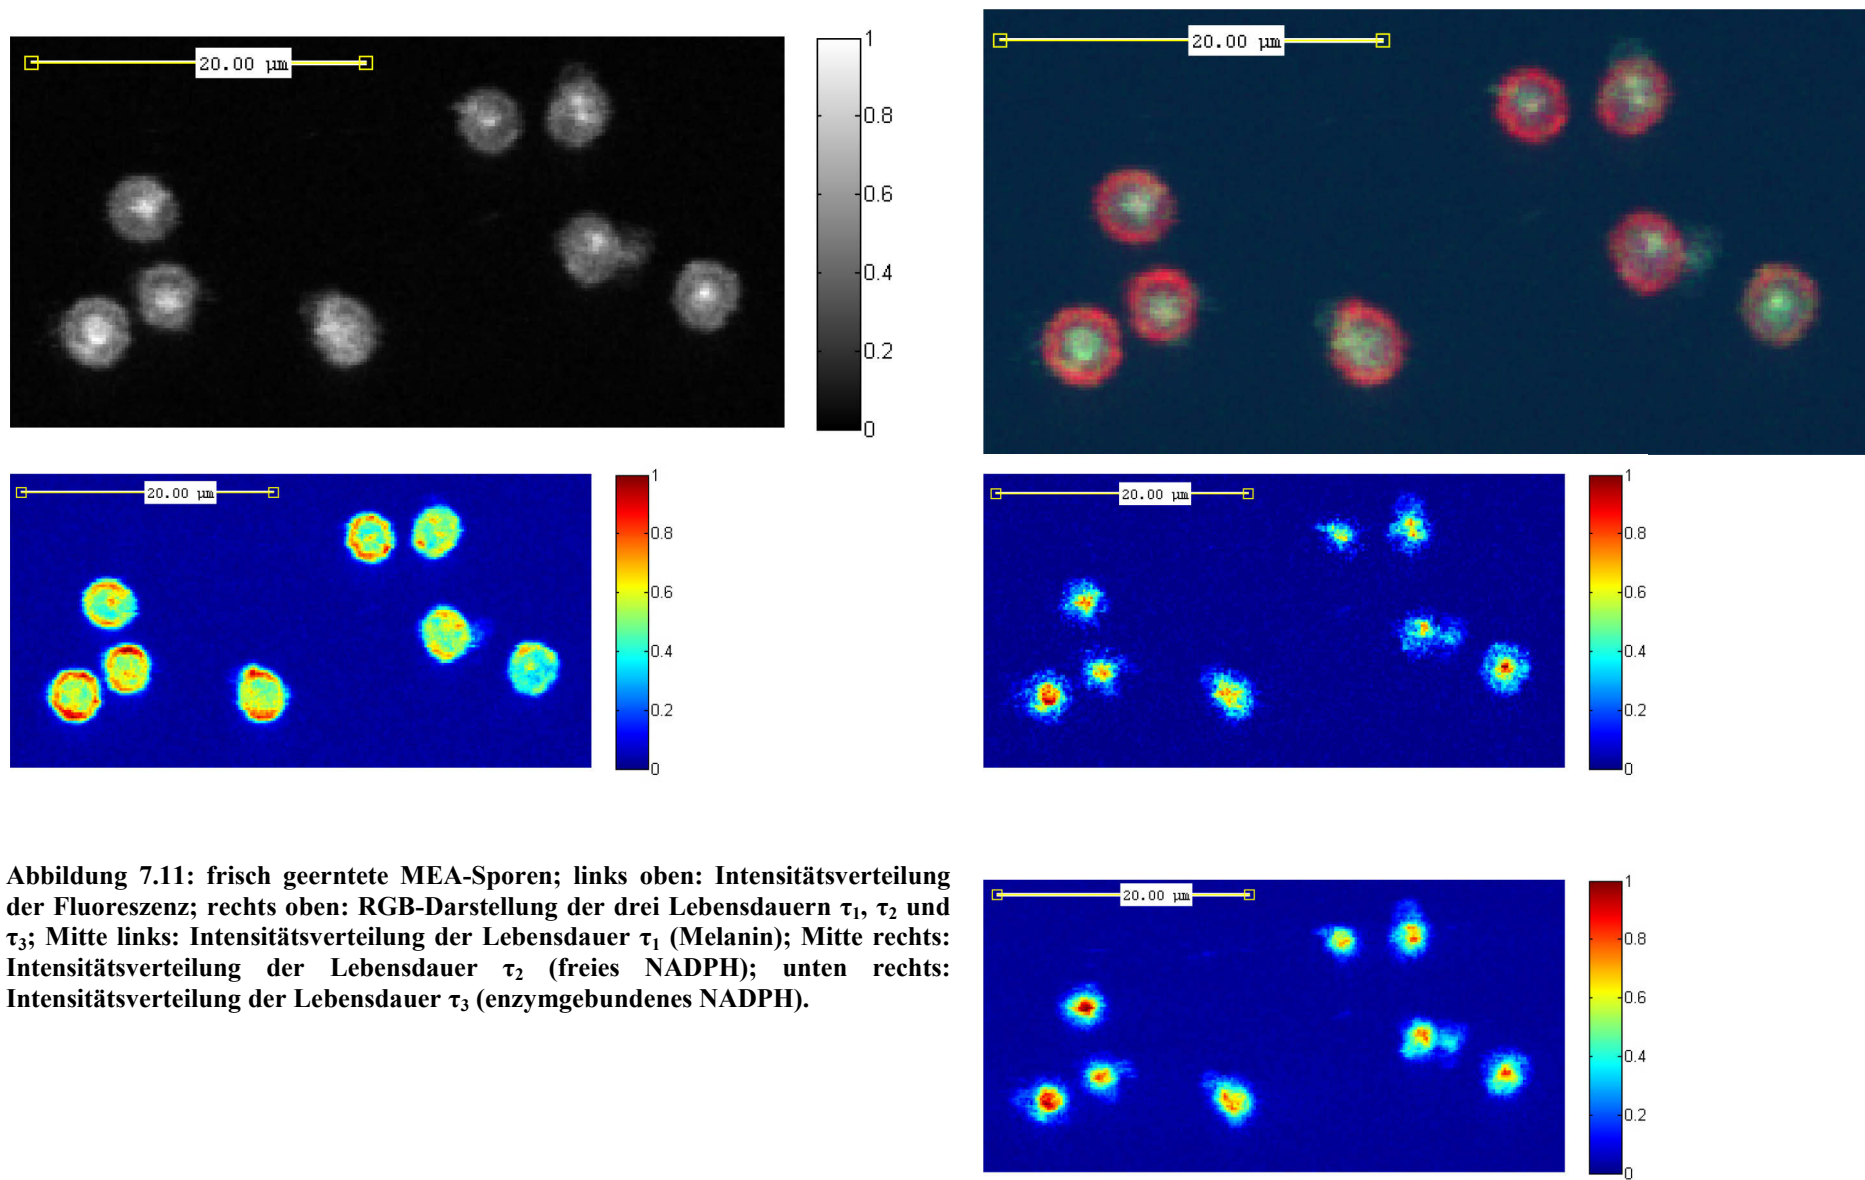 20.00 µm
1
0.8
0.6
0.4
0.2
0
20.00 µm
20.00 µm
1
0.8
0.6
0.4
0.2
0
20.00 µm
1
0.8
0.6
0.4
0.2
0
Abbildung 7.11: frisch geerntete MEA-Sporen; links oben: Intensitätsverteilung
der Fluoreszenz; rechts oben: RGB-Darstellung der drei Lebensdauern τ₁, τ₂ und
τ₃; Mitte links: Intensitätsverteilung der Lebensdauer τ₁ (Melanin); Mitte rechts:
Intensitätsverteilung der Lebensdauer τ₂ (freies NADPH); unten rechts:
Intensitätsverteilung der Lebensdauer τ₃ (enzymgebundenes NADPH).
20.00 µm
1
0.8
0.6
0.4
0.2
0